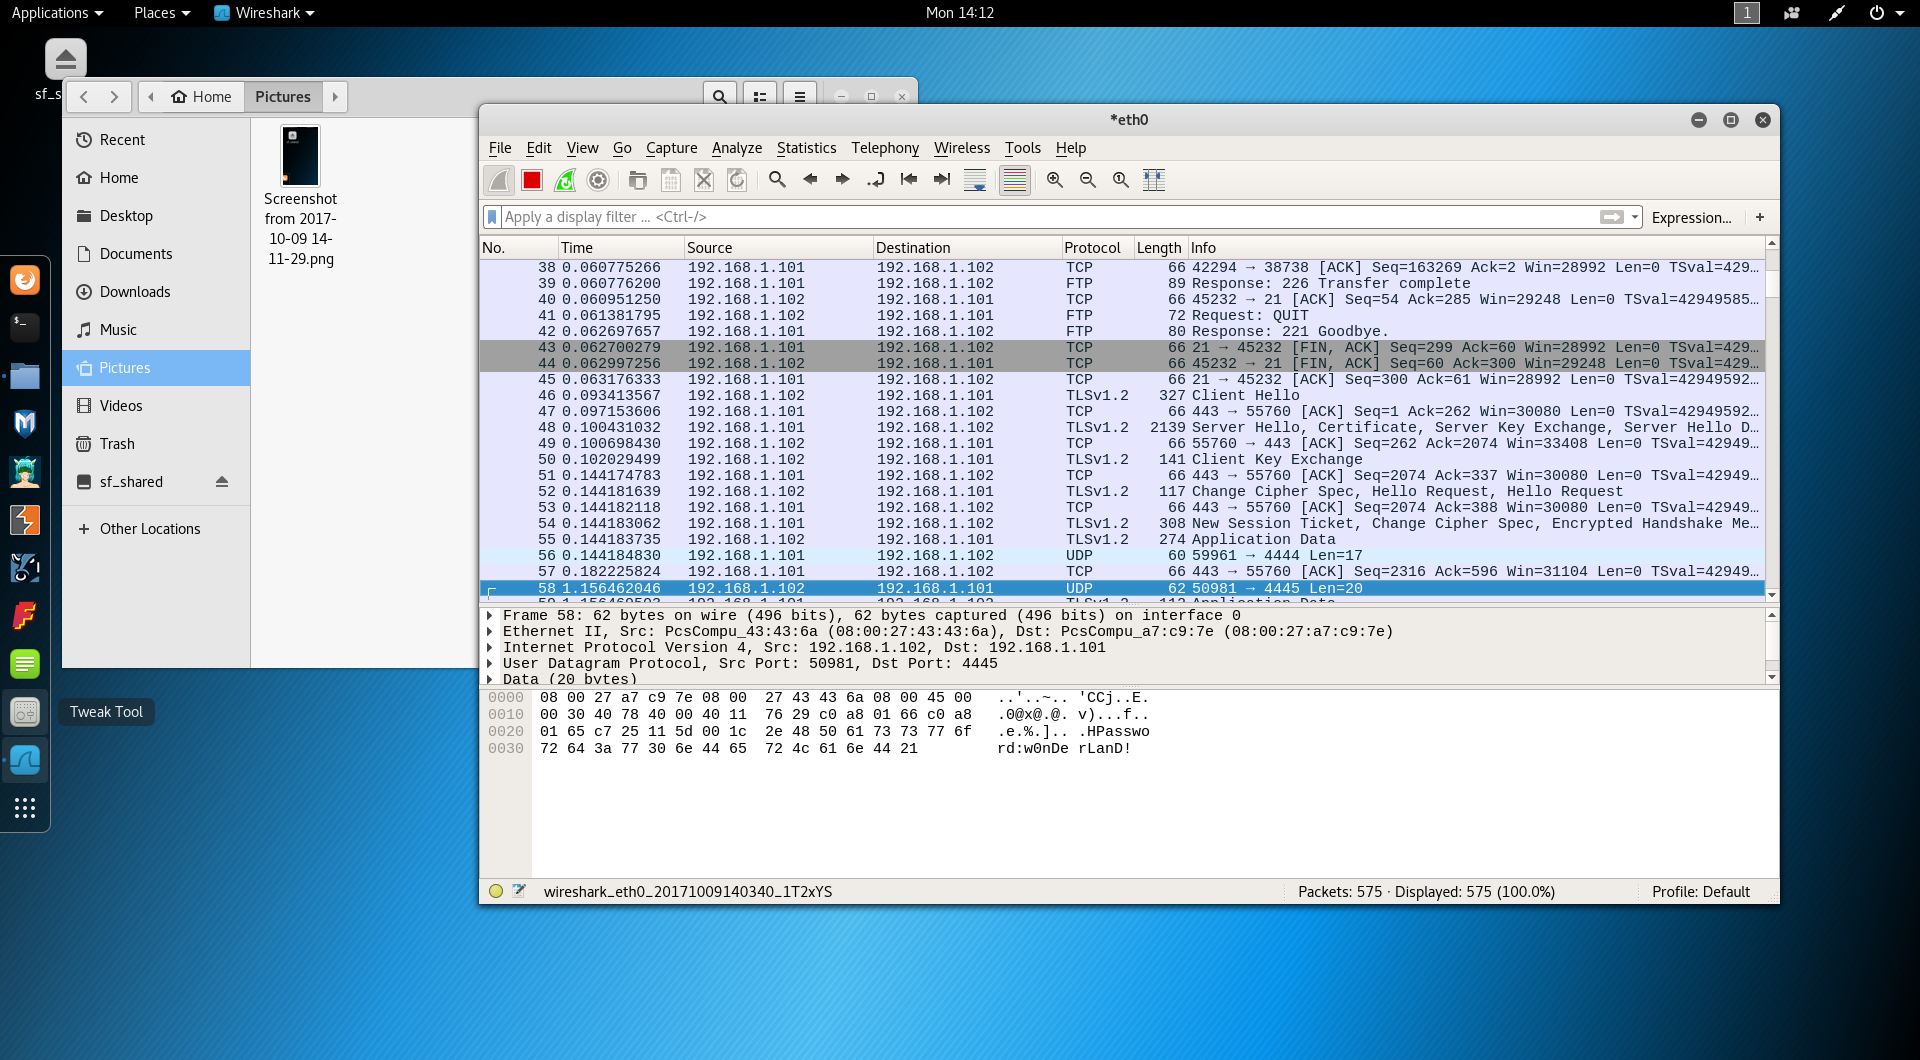 Applications Places Wireshark Mon 14:12 1
sf_s
Home Pictures
Recent
Home
Desktop
Documents
Downloads
Music
Pictures
Videos
Trash
sf_shared
Other Locations
Screenshot
from 2017-
10-09 14-
11-29.png
Tweak Tool
*eth0
File Edit View Go Capture Analyze Statistics Telephony Wireless Tools Help
Apply a display filter ... <Ctrl-/> Expression... +
No. Time Source Destination Protocol Length Info
38 0.060775266 192.168.1.101 192.168.1.102 TCP 66 42294 → 38738 [ACK] Seq=163269 Ack=2 Win=28992 Len=0 TSval=429…
39 0.060776200 192.168.1.101 192.168.1.102 FTP 89 Response: 226 Transfer complete
40 0.060951250 192.168.1.102 192.168.1.101 TCP 66 45232 → 21 [ACK] Seq=54 Ack=285 Win=29248 Len=0 TSval=42949585…
41 0.061381795 192.168.1.102 192.168.1.101 FTP 72 Request: QUIT
42 0.062697657 192.168.1.101 192.168.1.102 FTP 80 Response: 221 Goodbye.
43 0.062700279 192.168.1.101 192.168.1.102 TCP 66 21 → 45232 [FIN, ACK] Seq=299 Ack=60 Win=28992 Len=0 TSval=429…
44 0.062997256 192.168.1.102 192.168.1.101 TCP 66 45232 → 21 [FIN, ACK] Seq=60 Ack=300 Win=29248 Len=0 TSval=429…
45 0.063176333 192.168.1.101 192.168.1.102 TCP 66 21 → 45232 [ACK] Seq=300 Ack=61 Win=28992 Len=0 TSval=42949592…
46 0.093413567 192.168.1.102 192.168.1.101 TLSv1.2 327 Client Hello
47 0.097153606 192.168.1.101 192.168.1.102 TCP 66 443 → 55760 [ACK] Seq=1 Ack=262 Win=30080 Len=0 TSval=42949592…
48 0.100431032 192.168.1.101 192.168.1.102 TLSv1.2 2139 Server Hello, Certificate, Server Key Exchange, Server Hello D…
49 0.100698430 192.168.1.102 192.168.1.101 TCP 66 55760 → 443 [ACK] Seq=262 Ack=2074 Win=33408 Len=0 TSval=42949…
50 0.102029499 192.168.1.102 192.168.1.101 TLSv1.2 141 Client Key Exchange
51 0.144174783 192.168.1.101 192.168.1.102 TCP 66 443 → 55760 [ACK] Seq=2074 Ack=337 Win=30080 Len=0 TSval=42949…
52 0.144181639 192.168.1.102 192.168.1.101 TLSv1.2 117 Change Cipher Spec, Hello Request, Hello Request
53 0.144182118 192.168.1.101 192.168.1.102 TCP 66 443 → 55760 [ACK] Seq=2074 Ack=388 Win=30080 Len=0 TSval=42949…
54 0.144183062 192.168.1.101 192.168.1.102 TLSv1.2 308 New Session Ticket, Change Cipher Spec, Encrypted Handshake Me…
55 0.144183735 192.168.1.102 192.168.1.101 TLSv1.2 274 Application Data
56 0.144184830 192.168.1.101 192.168.1.102 UDP 60 59961 → 4444 Len=17
57 0.182225824 192.168.1.101 192.168.1.102 TCP 66 443 → 55760 [ACK] Seq=2316 Ack=596 Win=31104 Len=0 TSval=42949…
58 1.156462046 192.168.1.102 192.168.1.101 UDP 62 50981 → 4445 Len=20
Frame 58: 62 bytes on wire (496 bits), 62 bytes captured (496 bits) on interface 0
Ethernet II, Src: PcsCompu_43:43:6a (08:00:27:43:43:6a), Dst: PcsCompu_a7:c9:7e (08:00:27:a7:c9:7e)
Internet Protocol Version 4, Src: 192.168.1.102, Dst: 192.168.1.101
User Datagram Protocol, Src Port: 50981, Dst Port: 4445
Data (20 bytes)
0000 08 00 27 a7 c9 7e 08 00 27 43 43 6a 08 00 45 00 ..'..~.. 'CCj..E.
0010 00 30 40 78 40 00 40 11 76 29 c0 a8 01 66 c0 a8 .0@x@.@. v)...f..
0020 01 65 c7 25 11 5d 00 1c 2e 48 50 61 73 73 77 6f .e.%.].. .HPasswo
0030 72 64 3a 77 30 6e 44 65 72 4c 61 6e 44 21 rd:w0nDe rLanD!
wireshark_eth0_20171009140340_1T2xYS Packets: 575 · Displayed: 575 (100.0%) Profile: Default